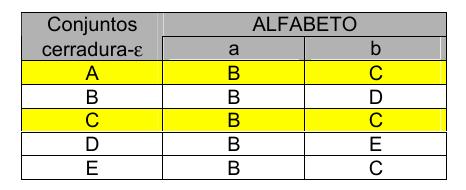 Conjuntos cerradura-ε ALFABETO
a b
A B C
B B D
C B C
D B E
E B C